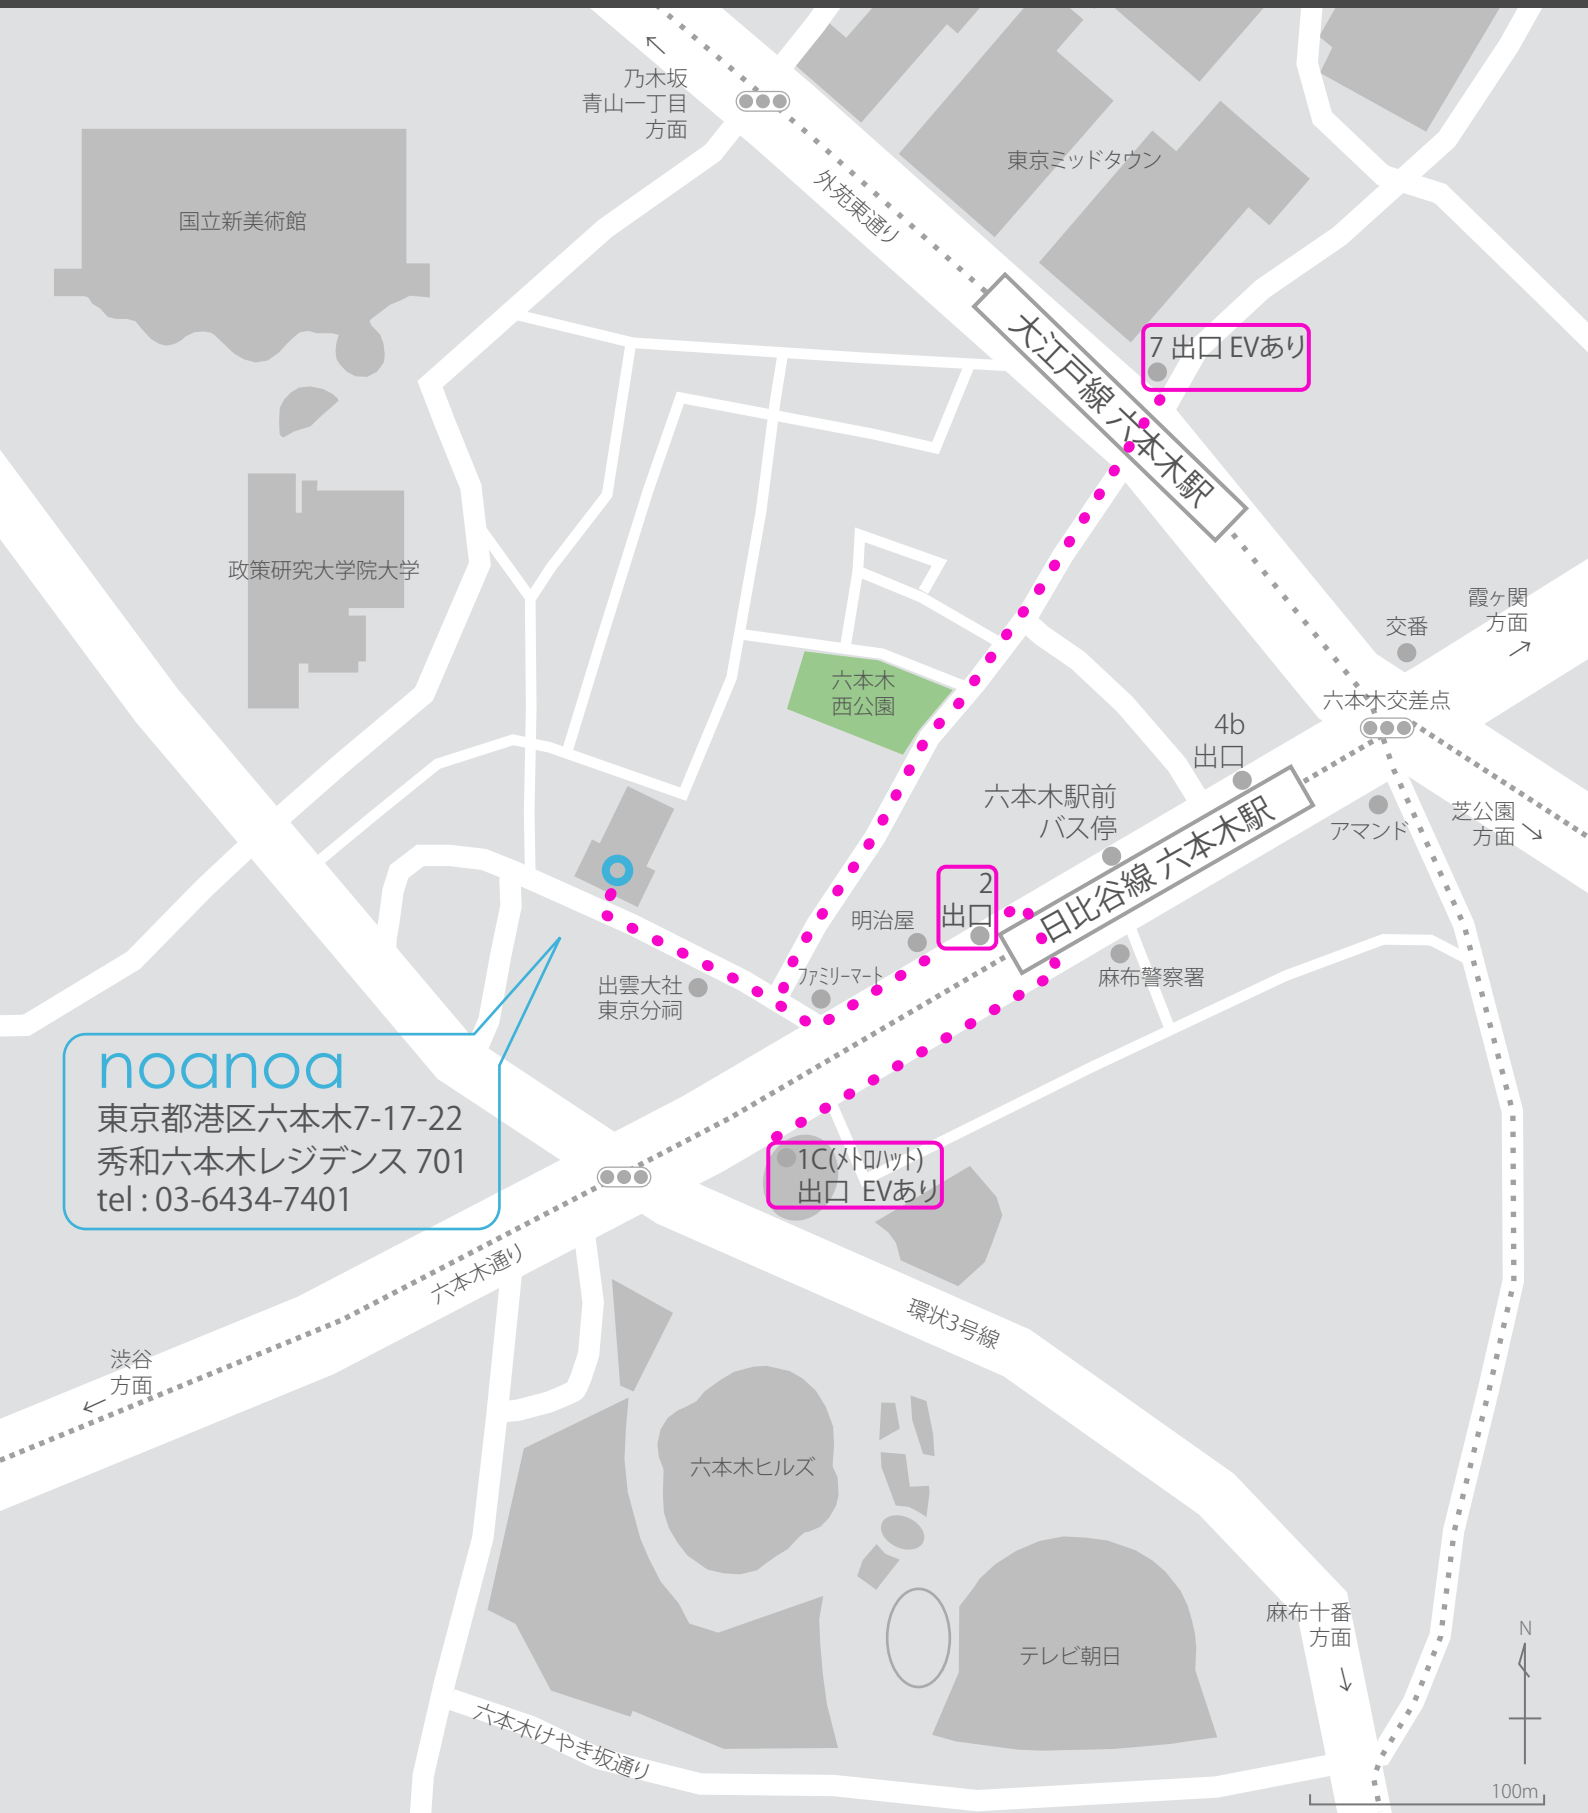 乃木坂
青山一丁目
方面
東京ミッドタウン
国立新美術館
外苑東通り
大江戸線 六本木駅
7 出口 EVあり
政策研究大学院大学
霞ヶ関
方面
交番
六本木
西公園
六本木交差点
4b
出口
六本木駅前
バス停
日比谷線 六本木駅
アマンド
芝公園
方面
2
出口
明治屋
ファミリーマート
麻布警察署
出雲大社
東京分祠
noanoa
東京都港区六本木7-17-22
秀和六本木レジデンス 701
tel : 03-6434-7401
1C(メトロハット)
出口 EVあり
六本木通り
環状3号線
渋谷
方面
六本木ヒルズ
テレビ朝日
麻布十番
方面
六本木けやき坂通り
N
100m